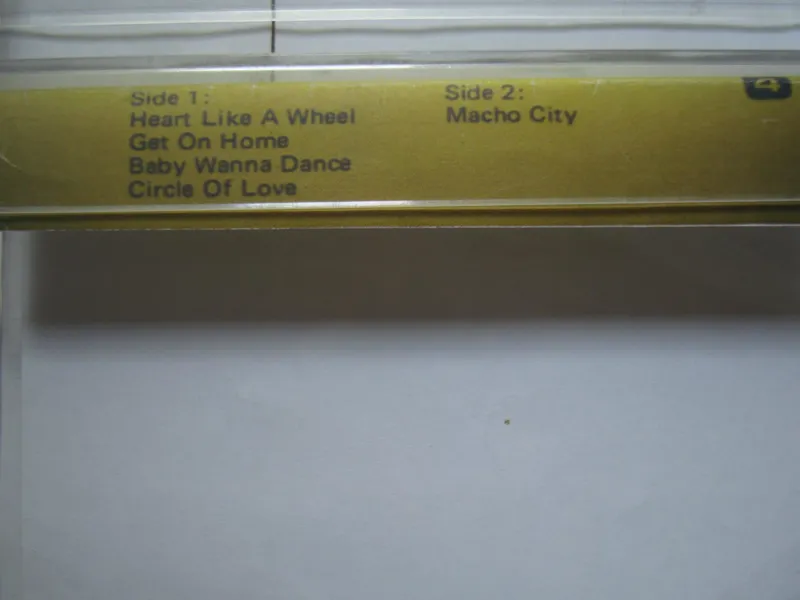 Side 1:
Heart Like A Wheel
Get On Home
Baby Wanna Dance
Circle Of Love
Side 2:
Macho City
4